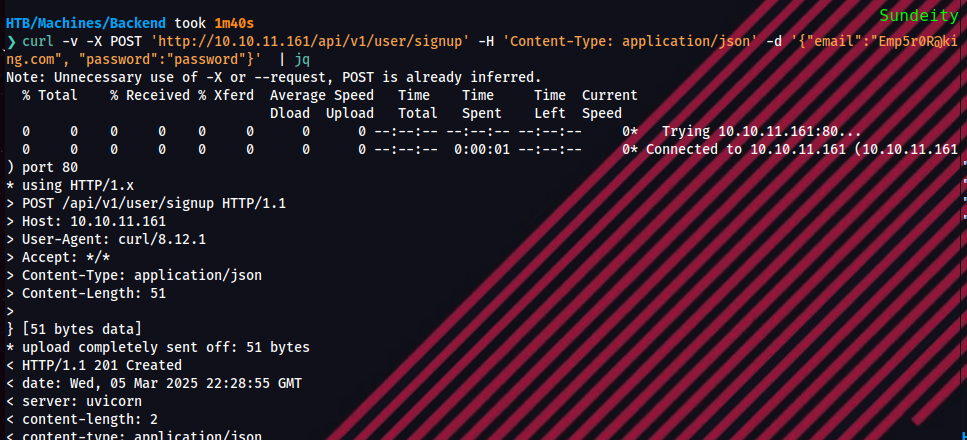 Sundeity
HTB/Machines/Backend took 1m40s
❯ curl -v -X POST 'http://10.10.11.161/api/v1/user/signup' -H 'Content-Type: application/json' -d '{"email":"Emp5r0R@ki
ng.com", "password":"password"}'  | jq
Note: Unnecessary use of -X or --request, POST is already inferred.
  % Total    % Received % Xferd  Average Speed   Time    Time     Time  Current
                                 Dload  Upload   Total   Spent    Left  Speed
  0     0    0     0    0     0      0      0 --:--:-- --:--:-- --:--:--     0*   Trying 10.10.11.161:80...
  0     0    0     0    0     0      0      0 --:--:--  0:00:01 --:--:--     0* Connected to 10.10.11.161 (10.10.11.161
) port 80
* using HTTP/1.x
> POST /api/v1/user/signup HTTP/1.1
> Host: 10.10.11.161
> User-Agent: curl/8.12.1
> Accept: */*
> Content-Type: application/json
> Content-Length: 51
>
} [51 bytes data]
* upload completely sent off: 51 bytes
< HTTP/1.1 201 Created
< date: Wed, 05 Mar 2025 22:28:55 GMT
< server: uvicorn
< content-length: 2
< content-type: application/json